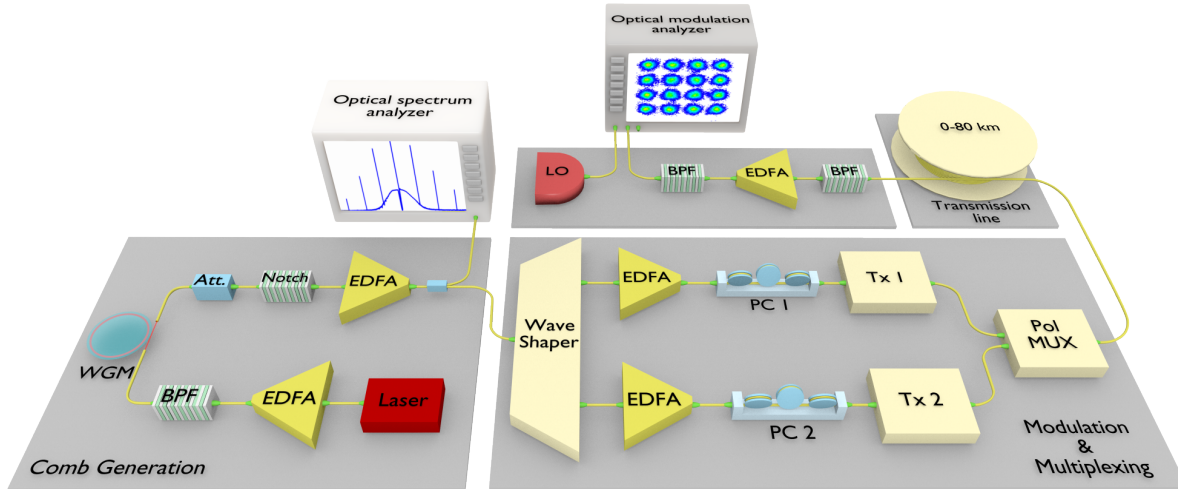 Optical modulation
analyzer
Optical spectrum
analyzer
0-80 km
LO
BPF
EDFA
BPF
Transmission
line
Att.
Notch
EDFA
WGM
BPF
EDFA
Laser
Comb Generation
Wave
Shaper
EDFA
PC 1
Tx 1
EDFA
PC 2
Tx 2
Pol
MUX
Modulation
&
Multiplexing